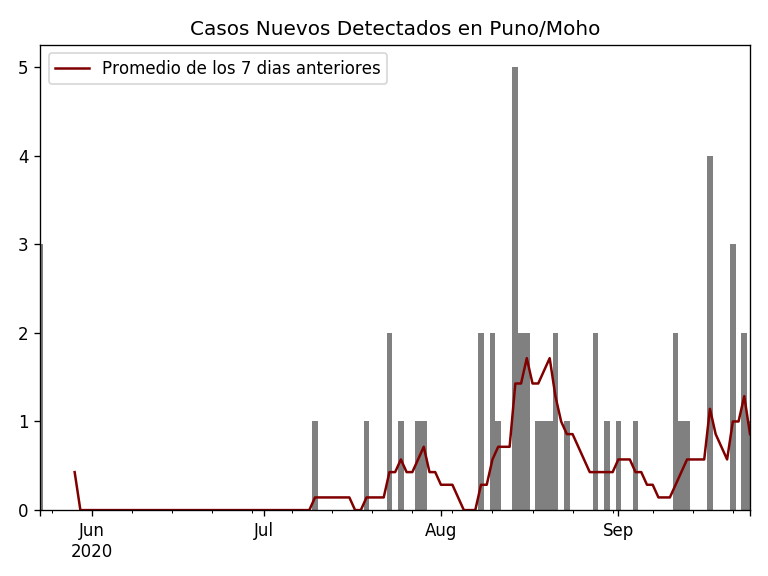 Casos Nuevos Detectados en Puno/Moho
Promedio de los 7 dias anteriores
5
4
3
2
1
0
Jun
2020
Jul
Aug
Sep